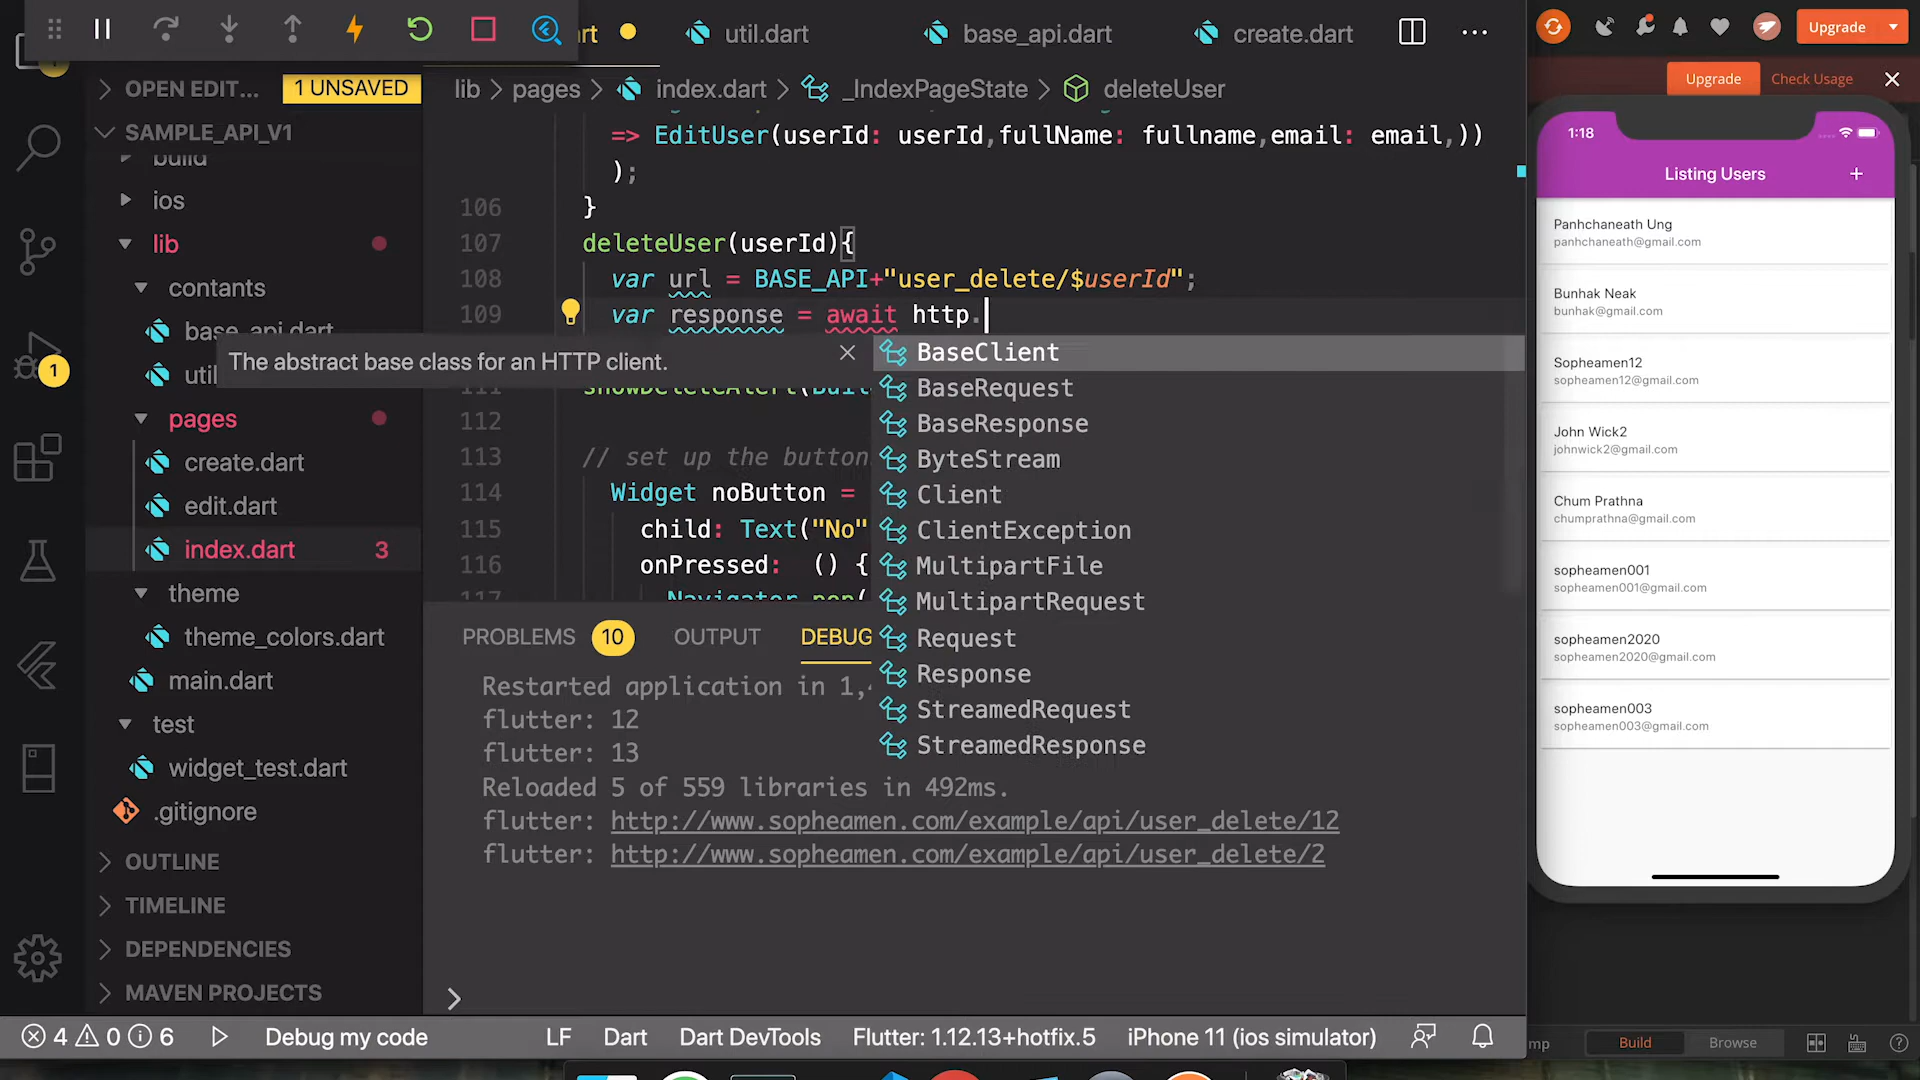 rt
util.dart
base_api.dart
create.dart
Upgrade
OPEN EDIT...
1 UNSAVED
lib
pages
index.dart
_IndexPageState
deleteUser
Upgrade
Check Usage
SAMPLE_API_V1
build
ios
lib
contants
base_api.dart
util
pages
create.dart
edit.dart
index.dart
3
theme
theme_colors.dart
main.dart
test
widget_test.dart
.gitignore
OUTLINE
TIMELINE
DEPENDENCIES
MAVEN PROJECTS
1
=> EditUser(userId: userId,fullName: fullname,email: email,))
);
106 }
107 deleteUser(userId){
108 var url = BASE_API+"user_delete/$userId";
109 var response = await http.
The abstract base class for an HTTP client.
111 showDeleteAlert(Buil
112
113 // set up the button
114 Widget noButton =
115 child: Text("No"
116 onPressed: () {
117 Navigator.pop(
BaseClient
BaseRequest
BaseResponse
ByteStream
Client
ClientException
MultipartFile
MultipartRequest
Request
Response
StreamedRequest
StreamedResponse
PROBLEMS
10
OUTPUT
DEBUG
Restarted application in 1,
flutter: 12
flutter: 13
Reloaded 5 of 559 libraries in 492ms.
flutter: http://www.sopheamen.com/example/api/user_delete/12
flutter: http://www.sopheamen.com/example/api/user_delete/2
1:18
Listing Users
+
Panhchaneath Ung
panhchaneath@gmail.com
Bunhak Neak
bunhak@gmail.com
Sopheamen12
sopheamen12@gmail.com
John Wick2
johnwick2@gmail.com
Chum Prathna
chumprathna@gmail.com
sopheamen001
sopheamen001@gmail.com
sopheamen2020
sopheamen2020@gmail.com
sopheamen003
sopheamen003@gmail.com
4
0
6
Debug my code
LF
Dart
Dart DevTools
Flutter: 1.12.13+hotfix.5
iPhone 11 (ios simulator)
mp
Build
Browse